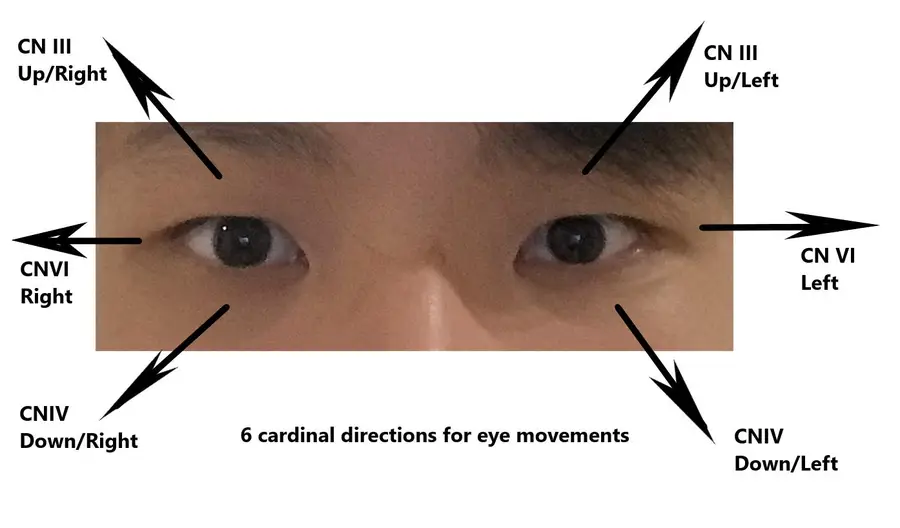 CN III
Up/Right
CN III
Up/Left
CNVI
Right
CN VI
Left
CNIV
Down/Right
6 cardinal directions for eye movements
CNIV
Down/Left